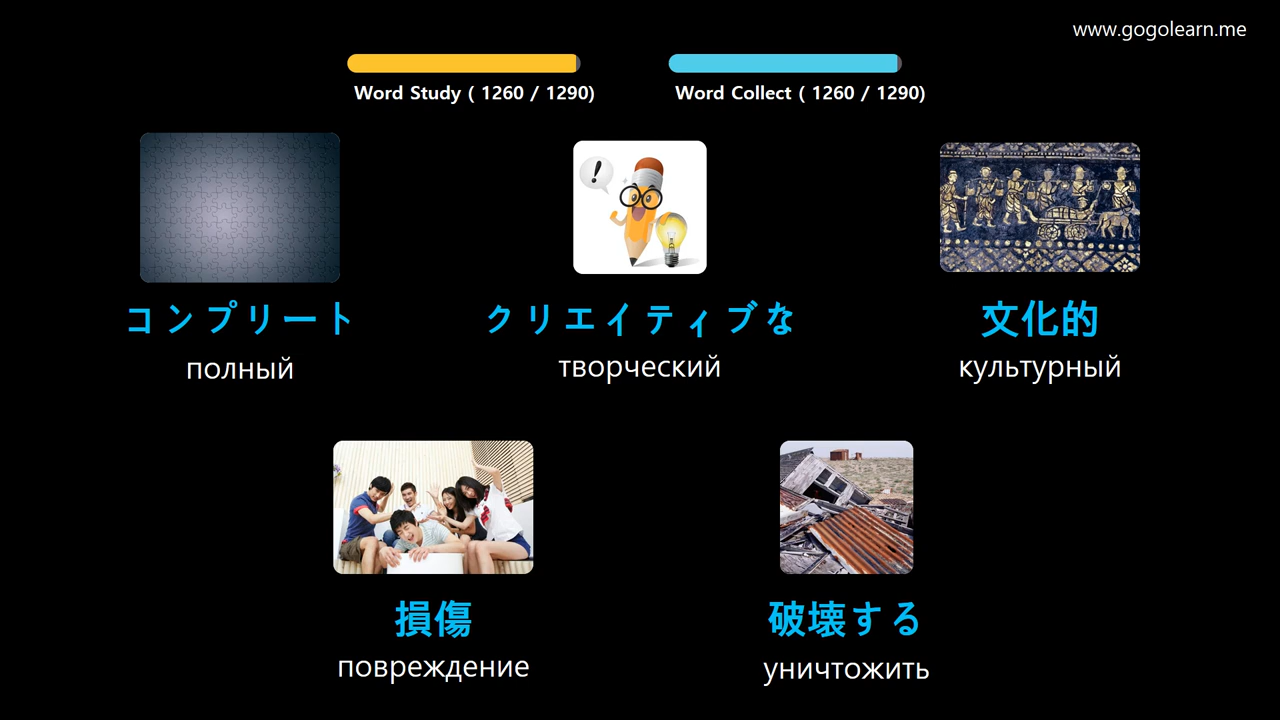 www.gogolearn.me
Word Study ( 1260 / 1290)
Word Collect ( 1260 / 1290)
!
コンプリート
クリエイティブな
文化的
полный
творческий
культурный
損傷
破壊する
повреждение
уничтожить